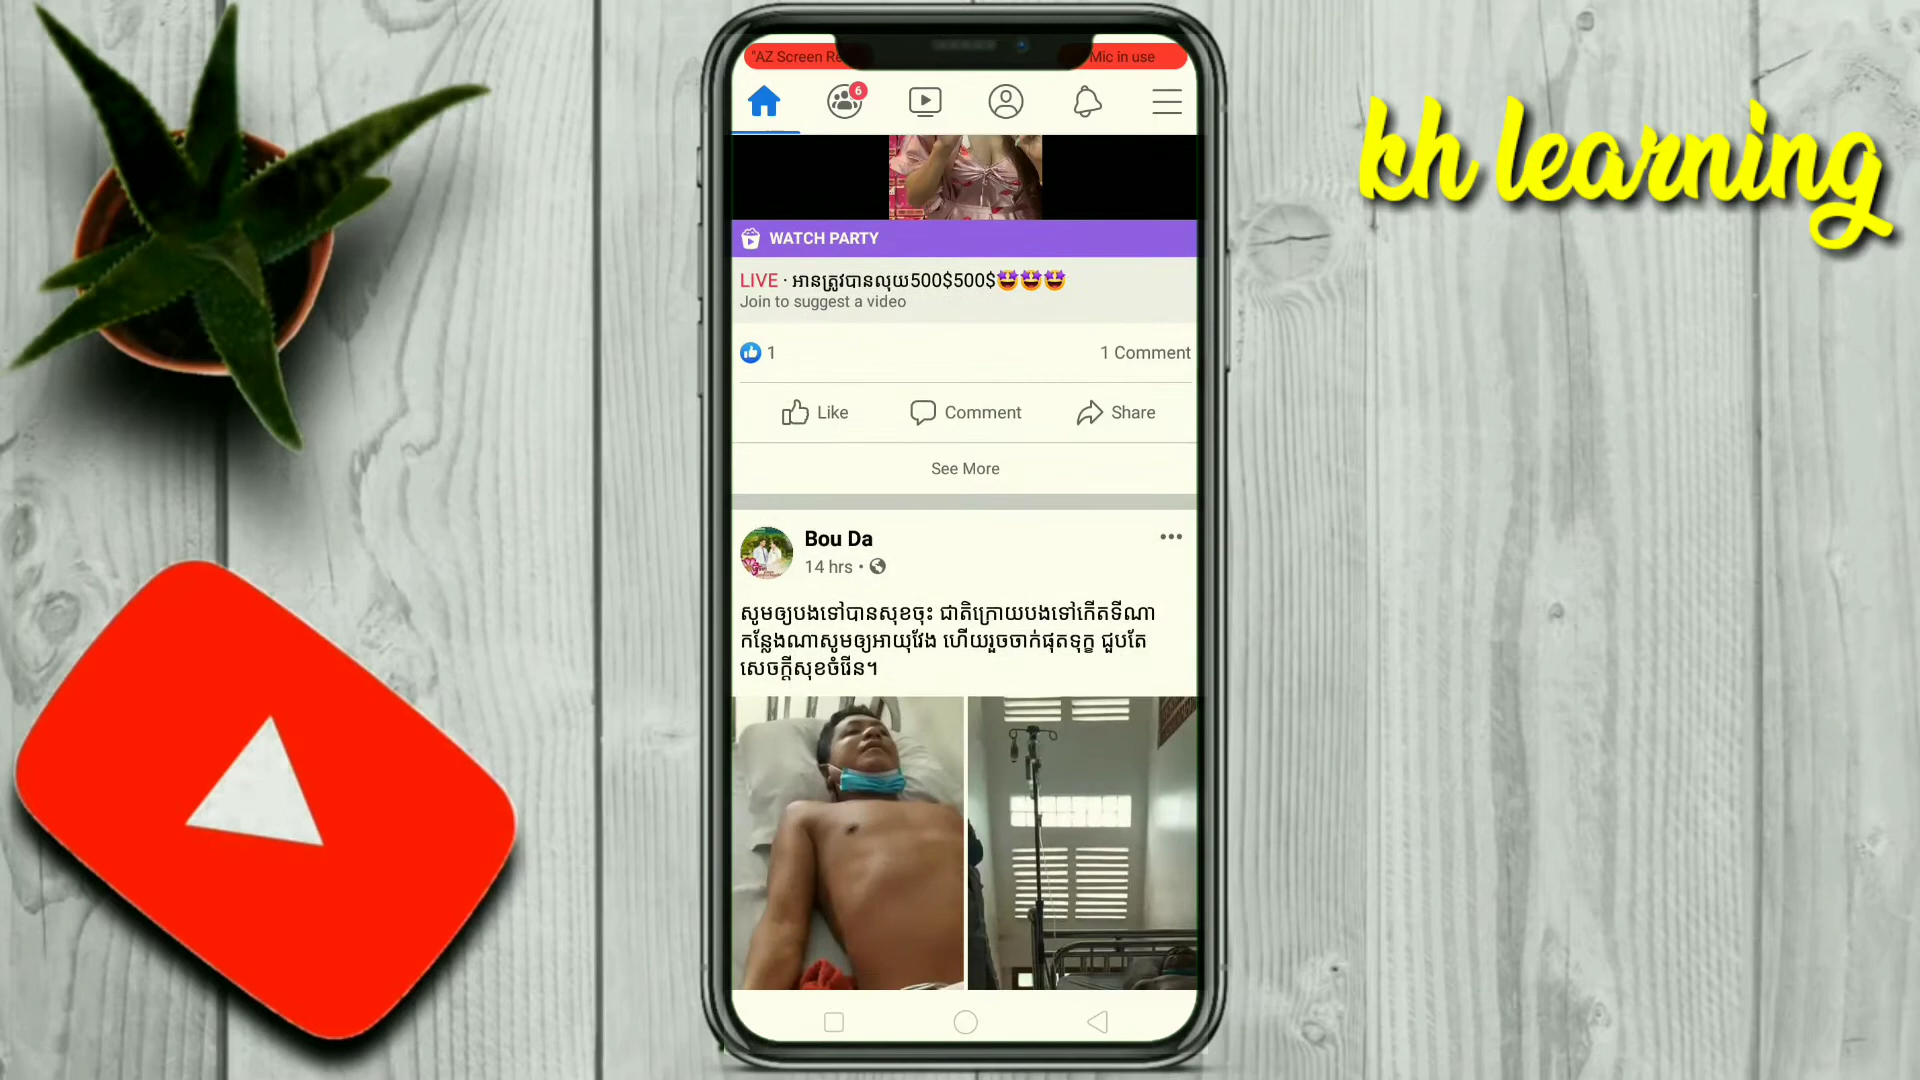 "AZ Screen Re
Mic in use
6
kh learning
WATCH PARTY
LIVE · អានត្រូវបានលុយ500$500$🤩🤩🤩
Join to suggest a video
1
1 Comment
Like
Comment
Share
See More
Bou Da
14 hrs •
សូមឲ្យបងទៅបានសុខចុះ ជាតិក្រោយបងទៅកើតទីណា
កន្លែងណាសូមឲ្យអាយុវែង ហើយរួចចាក់ផុតទុក្ខ ជួបតែ
សេចក្តីសុខចំរើន។